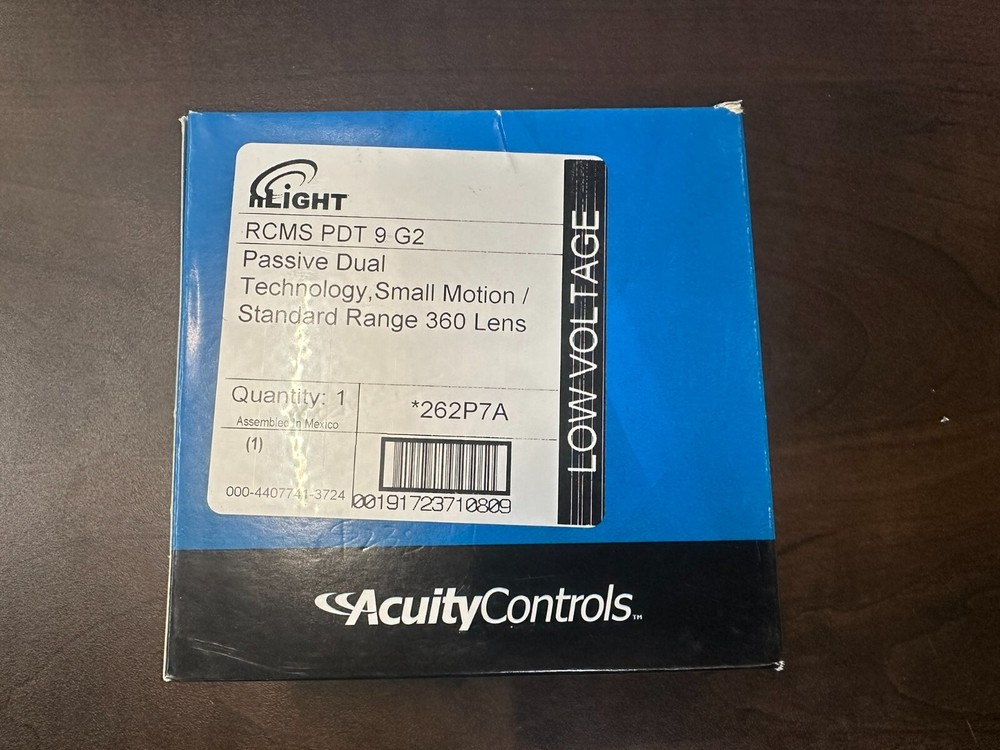 nLiGHT
RCMS PDT 9 G2
Passive Dual
Technology,Small Motion /
Standard Range 360 Lens
LOW VOLTAGE
Quantity: 1
*262P7A
Assembled in Mexico
(1)
000-4407741-3724
00191723710809
AcuityControls™